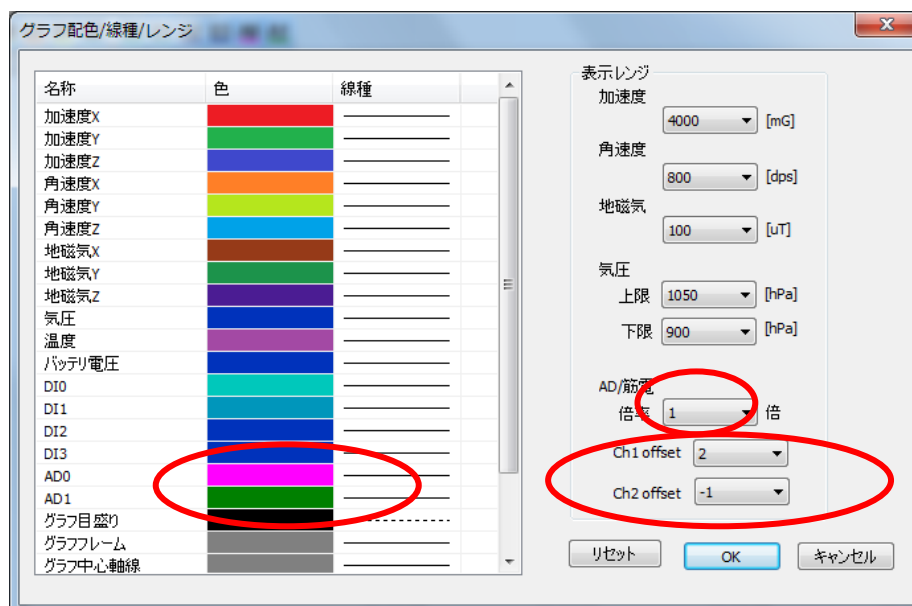 グラフ配色/線種/レンジ
名称 色 線種
加速度X
加速度Y
加速度Z
角速度X
角速度Y
角速度Z
地磁気X
地磁気Y
地磁気Z
気圧
温度
バッテリ電圧
DI0
DI1
DI2
DI3
AD0
AD1
グラフ目盛り
グラフフレーム
グラフ中心軸線
表示レンジ
加速度
4000 [mG]
角速度
800 [dps]
地磁気
100 [uT]
気圧
上限 1050 [hPa]
下限 900 [hPa]
AD/筋電
倍率 1 倍
Ch1 offset 2
Ch2 offset -1
リセット OK キャンセル